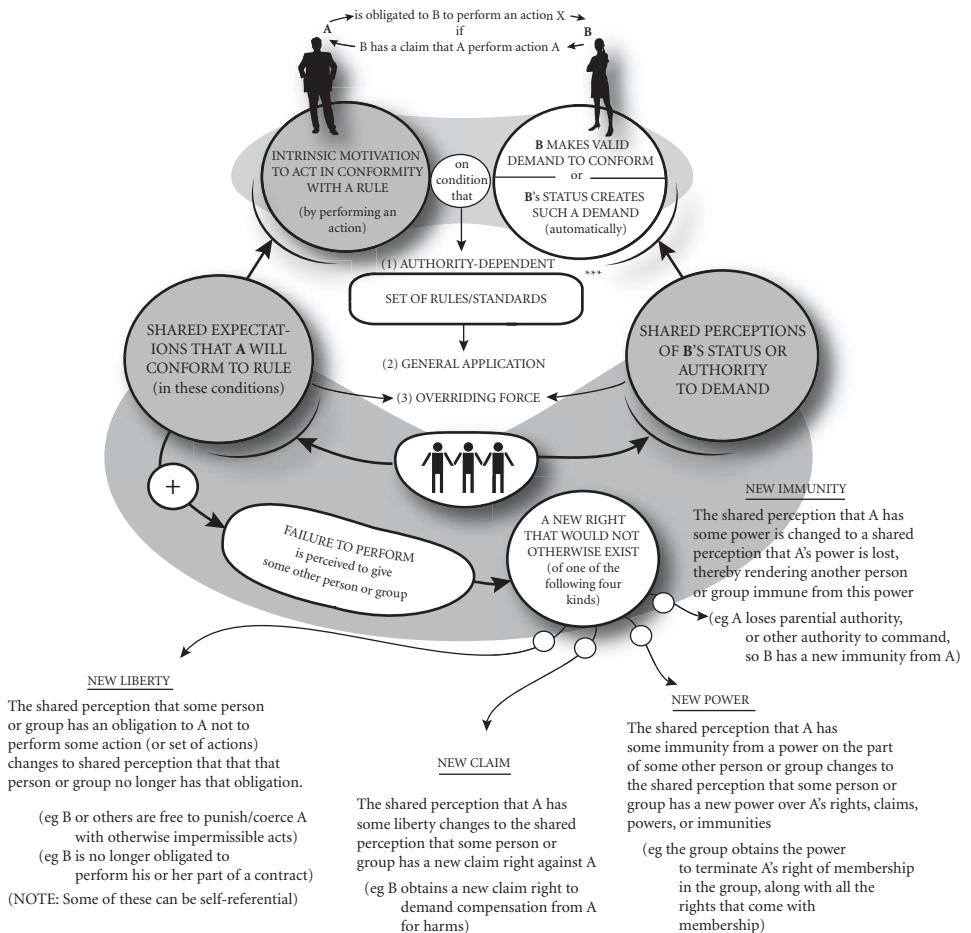 is obligated to B to perform an action X
A
if
B
B has a claim that A perform action A
INTRINSIC MOTIVATION
TO ACT IN CONFORMITY
WITH A RULE
(by performing an
action)
on
condition
that
B MAKES VALID
DEMAND TO CONFORM
or
B's STATUS CREATES
SUCH A DEMAND
(automatically)
(1) AUTHORITY-DEPENDENT
***
SET OF RULES/STANDARDS
(2) GENERAL APPLICATION
(3) OVERRIDING FORCE
SHARED EXPECTAT-
IONS THAT A WILL
CONFORM TO RULE
(in these conditions)
SHARED PERCEPTIONS
OF B'S STATUS OR
AUTHORITY
TO DEMAND
+
FAILURE TO PERFORM
is perceived to give
some other person or group
A NEW RIGHT
THAT WOULD NOT
OTHERWISE EXIST
(of one of the
following four
kinds)
NEW IMMUNITY
The shared perception that A has
some power is changed to a shared
perception that A's power is lost,
thereby rendering another person
or group immune from this power
(eg A loses parental authority,
or other authority to command,
so B has a new immunity from A)
NEW LIBERTY
The shared perception that some person
or group has an obligation to A not to
perform some action (or set of actions)
changes to shared perception that that that
person or group no longer has that obligation.
(eg B or others are free to punish/coerce A
with otherwise impermissible acts)
(eg B is no longer obligated to
perform his or her part of a contract)
(NOTE: Some of these can be self-referential)
NEW CLAIM
The shared perception that A has
some liberty changes to the shared
perception that some person or
group has a new claim right against A
(eg B obtains a new claim right to
demand compensation from A
for harms)
NEW POWER
The shared perception that A has
some immunity from a power on the part
of some other person or group changes to
the shared perception that some person or
group has a new power over A's rights, claims,
powers, or immunities
(eg the group obtains the power
to terminate A's right of membership
in the group, along with all the
rights that come with
membership)